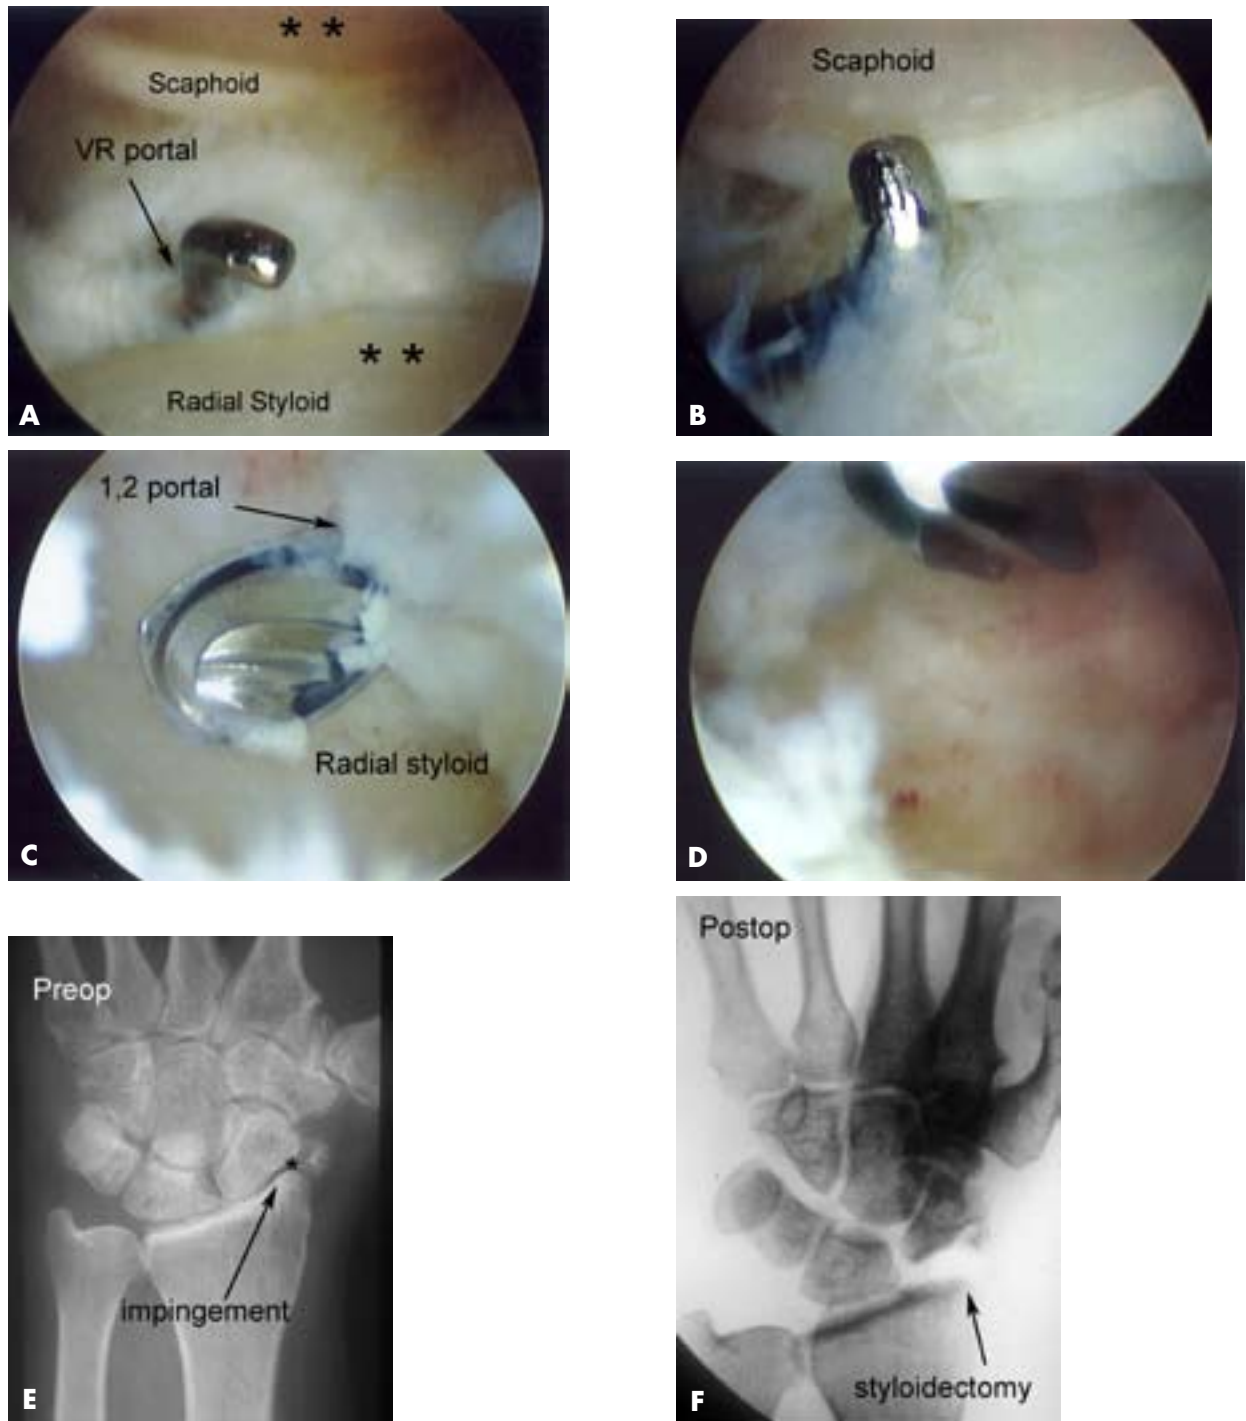 * *
Scaphoid
VR portal
* *
Radial Styloid
A
Scaphoid
B
1,2 portal
Radial styloid
C
D
Preop
*
impingement
E
Postop
styloidectomy
F